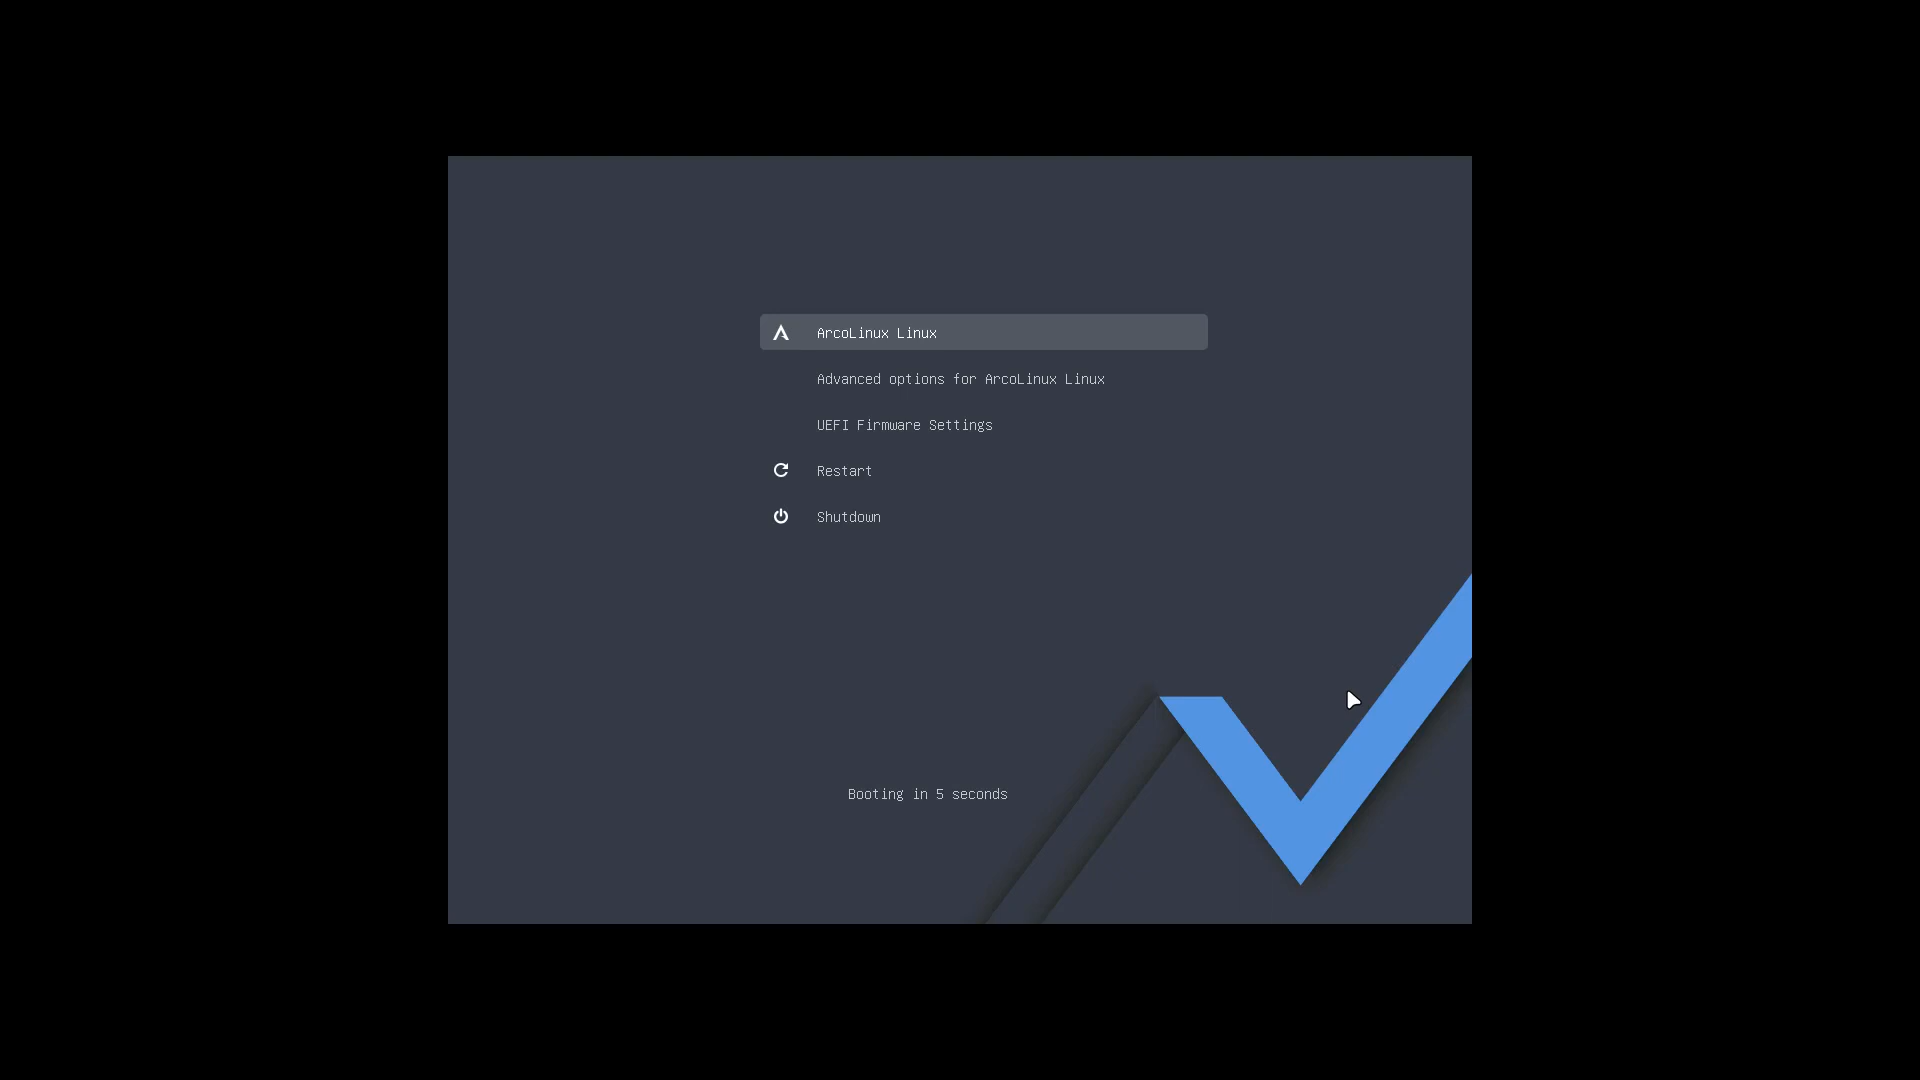 ArcoLinux Linux
Advanced options for ArcoLinux Linux
UEFI Firmware Settings
Restart
Shutdown
Booting in 5 seconds